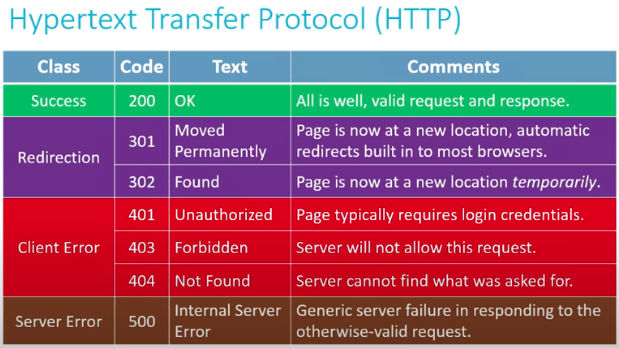 Hypertext Transfer Protocol (HTTP)
Class Code Text Comments
Success 200 OK All is well, valid request and response.
Redirection
301 Moved Permanently Page is now at a new location, automatic
redirects built in to most browsers.
302 Found Page is now at a new location temporarily.
Client Error
401 Unauthorized Page typically requires login credentials.
403 Forbidden Server will not allow this request.
404 Not Found Server cannot find what was asked for.
Server Error 500 Internal Server Error Generic server failure in responding to the
otherwise-valid request.